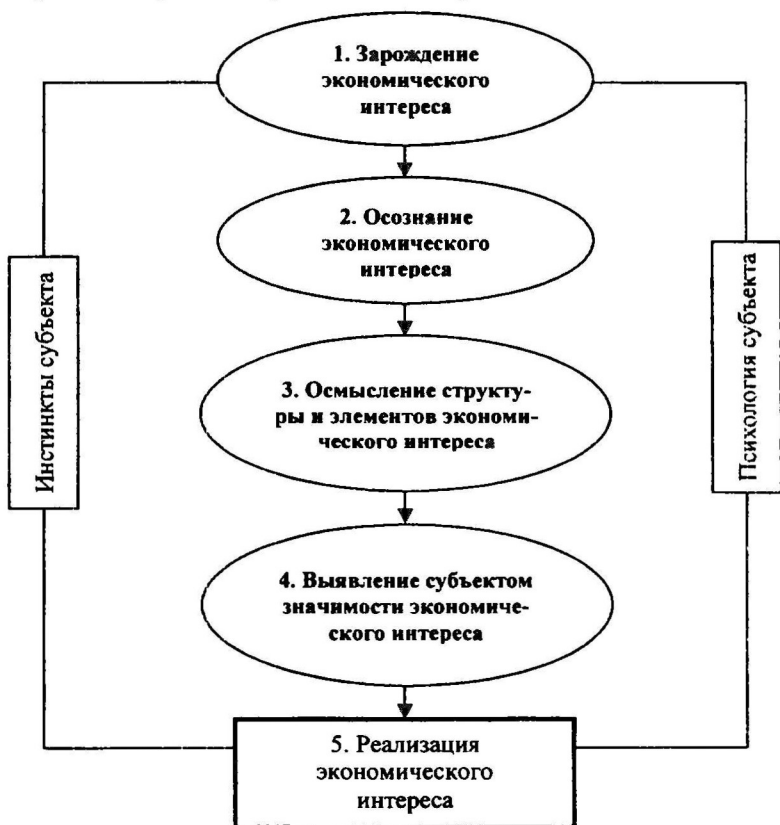 1. Зарождение
экономического
интереса
2. Осознание
экономического
интереса
Инстинкты субъекта
Психология субъекта
3. Осмысление структу-
ры и элементов экономи-
ческого интереса
4. Выявление субъектом
значимости экономиче-
ского интереса
5. Реализация
экономического
интереса